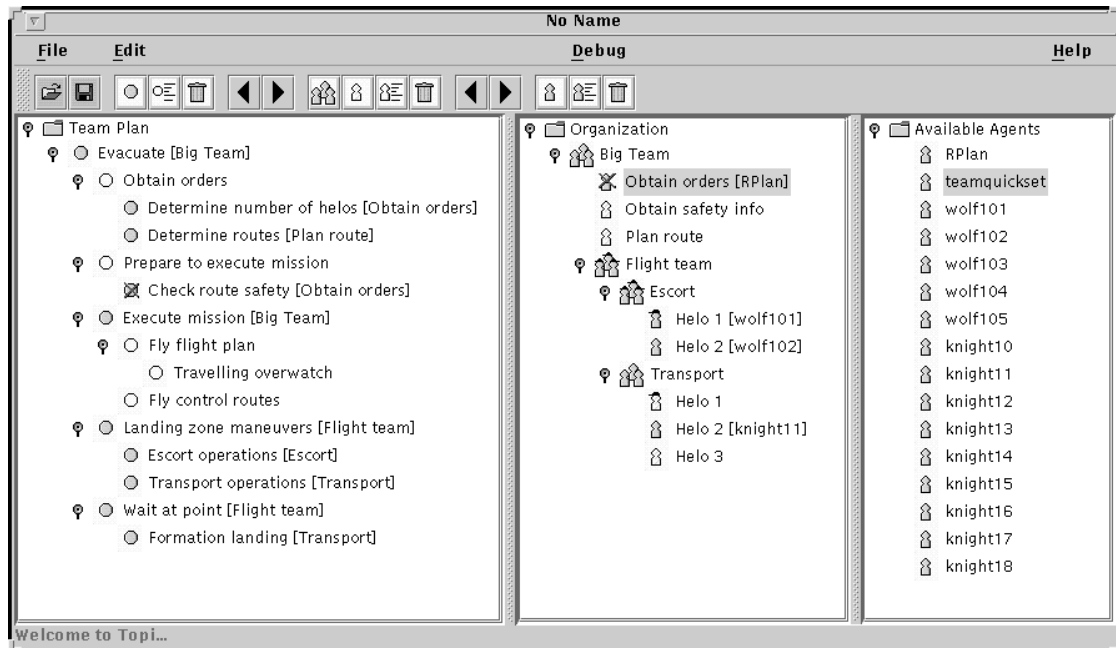 No Name
File Edit Debug Help
Team Plan
Evacuate [Big Team]
Obtain orders
Determine number of helos [Obtain orders]
Determine routes [Plan route]
Prepare to execute mission
Check route safety [Obtain orders]
Execute mission [Big Team]
Fly flight plan
Travelling overwatch
Fly control routes
Landing zone maneuvers [Flight team]
Escort operations [Escort]
Transport operations [Transport]
Wait at point [Flight team]
Formation landing [Transport]
Organization
Big Team
Obtain orders [RPlan]
Obtain safety info
Plan route
Flight team
Escort
Helo 1 [wolf101]
Helo 2 [wolf102]
Transport
Helo 1
Helo 2 [knight11]
Helo 3
Available Agents
RPlan
teamquickset
wolf101
wolf102
wolf103
wolf104
wolf105
knight10
knight11
knight12
knight13
knight14
knight15
knight16
knight17
knight18
Welcome to Topi...